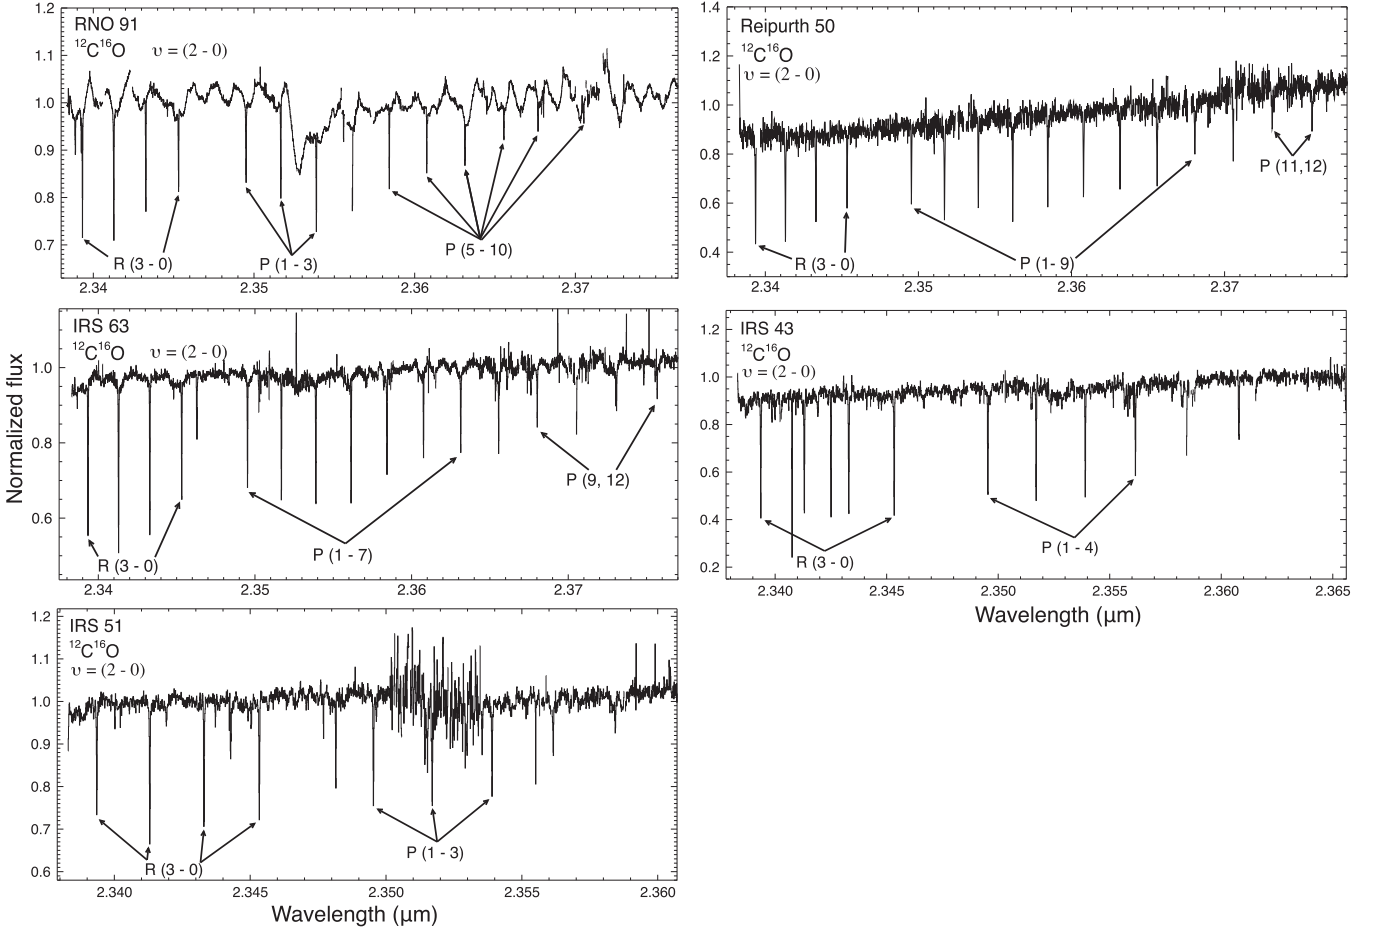 RNO 91
¹²C¹⁶O υ = (2 - 0)
1.2
1.1
1.0
0.9
0.8
0.7
R (3 - 0)
P (1 - 3)
P (5 - 10)
2.34
2.35
2.36
2.37
Reipurth 50
¹²C¹⁶O
υ = (2 - 0)
1.4
1.2
1.0
0.8
0.6
0.4
P (11,12)
R (3 - 0)
P (1- 9)
2.34
2.35
2.36
2.37
IRS 63
¹²C¹⁶O υ = (2 - 0)
1.0
0.8
0.6
Normalized flux
P (9, 12)
P (1 - 7)
R (3 - 0)
2.34
2.35
2.36
2.37
IRS 43
¹²C¹⁶O
υ = (2 - 0)
1.2
1.0
0.8
0.6
0.4
0.2
P (1 - 4)
R (3 - 0)
2.340
2.345
2.350
2.355
2.360
2.365
Wavelength (μm)
IRS 51
¹²C¹⁶O
υ = (2 - 0)
1.2
1.1
1.0
0.9
0.8
0.7
0.6
P (1 - 3)
R (3 - 0)
2.340
2.345
2.350
2.355
2.360
Wavelength (μm)